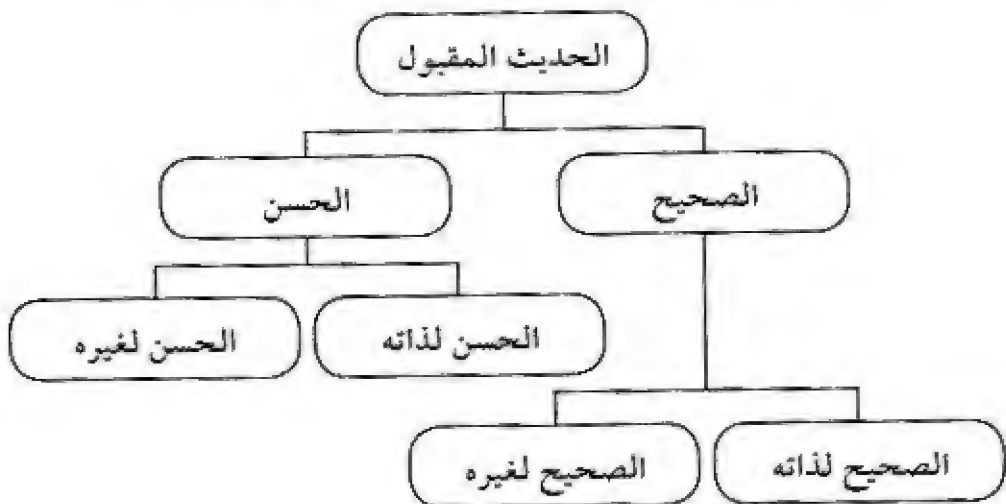 الحديث المقبول
الصحيح
الحسن
الحسن لذاته
الحسن لغيره
الصحيح لذاته
الصحيح لغيره